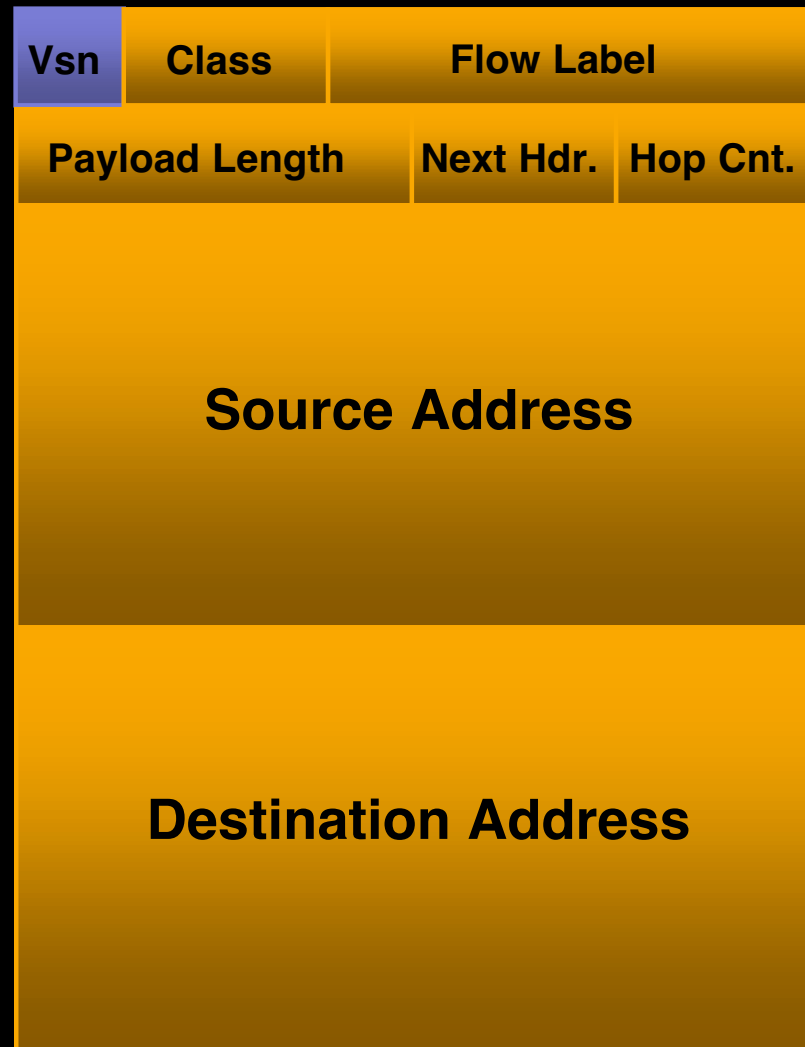 Vsn Class Flow Label
Payload Length Next Hdr. Hop Cnt.
Source Address
Destination Address